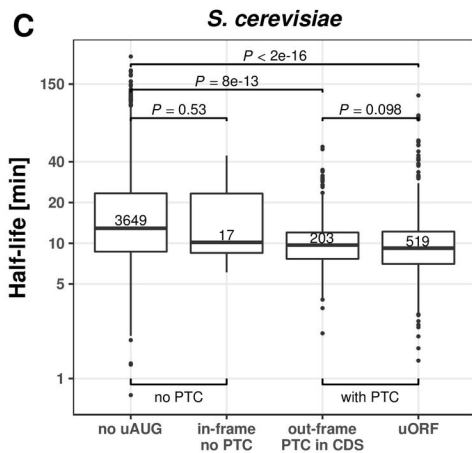 C
S. cerevisiae
P < 2e-16
P = 8e-13
P = 0.53
P = 0.098
Half-life [min]
150
40
20
10
5
1
3649
17
203
519
no PTC
with PTC
no uAUG
in-frame
no PTC
out-frame
PTC in CDS
uORF